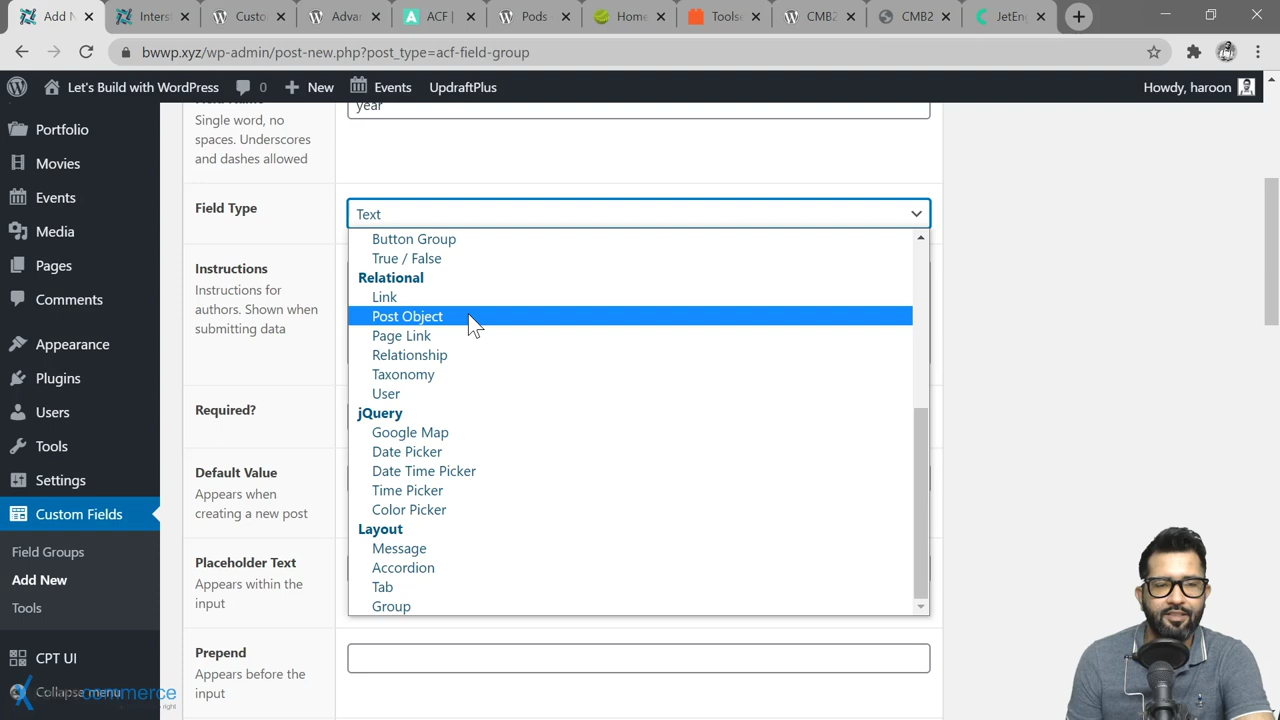 Add N
Inters
Custo
Advan
ACF |
Pods –
Home
Toolse
CMB2
CMB2
JetEng
bwwp.xyz/wp-admin/post-new.php?post_type=acf-field-group
Let's Build with WordPress
0
New
Events
UpdraftPlus
Howdy, haroon
Portfolio
Movies
Events
Media
Pages
Comments
Appearance
Plugins
Users
Tools
Settings
Custom Fields
Field Groups
Add New
Tools
CPT UI
Collapse menu
commerce
Field Name
Single word, no
spaces. Underscores
and dashes allowed
year
Field Type
Text
Button Group
True / False
Relational
Link
Post Object
Page Link
Relationship
Taxonomy
User
jQuery
Google Map
Date Picker
Date Time Picker
Time Picker
Color Picker
Layout
Message
Accordion
Tab
Group
Instructions
Instructions for
authors. Shown when
submitting data
Required?
Default Value
Appears when
creating a new post
Placeholder Text
Appears within the
input
Prepend
Appears before the
input